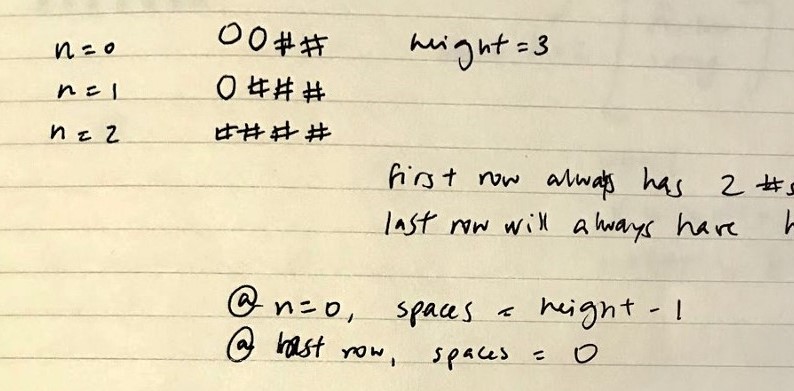 n=0 OO## height=3
n=1 O###
n=2 ####
first row always has 2 #s
last row will always have h
@ n=0, spaces = height - 1
@ last row, spaces = 0